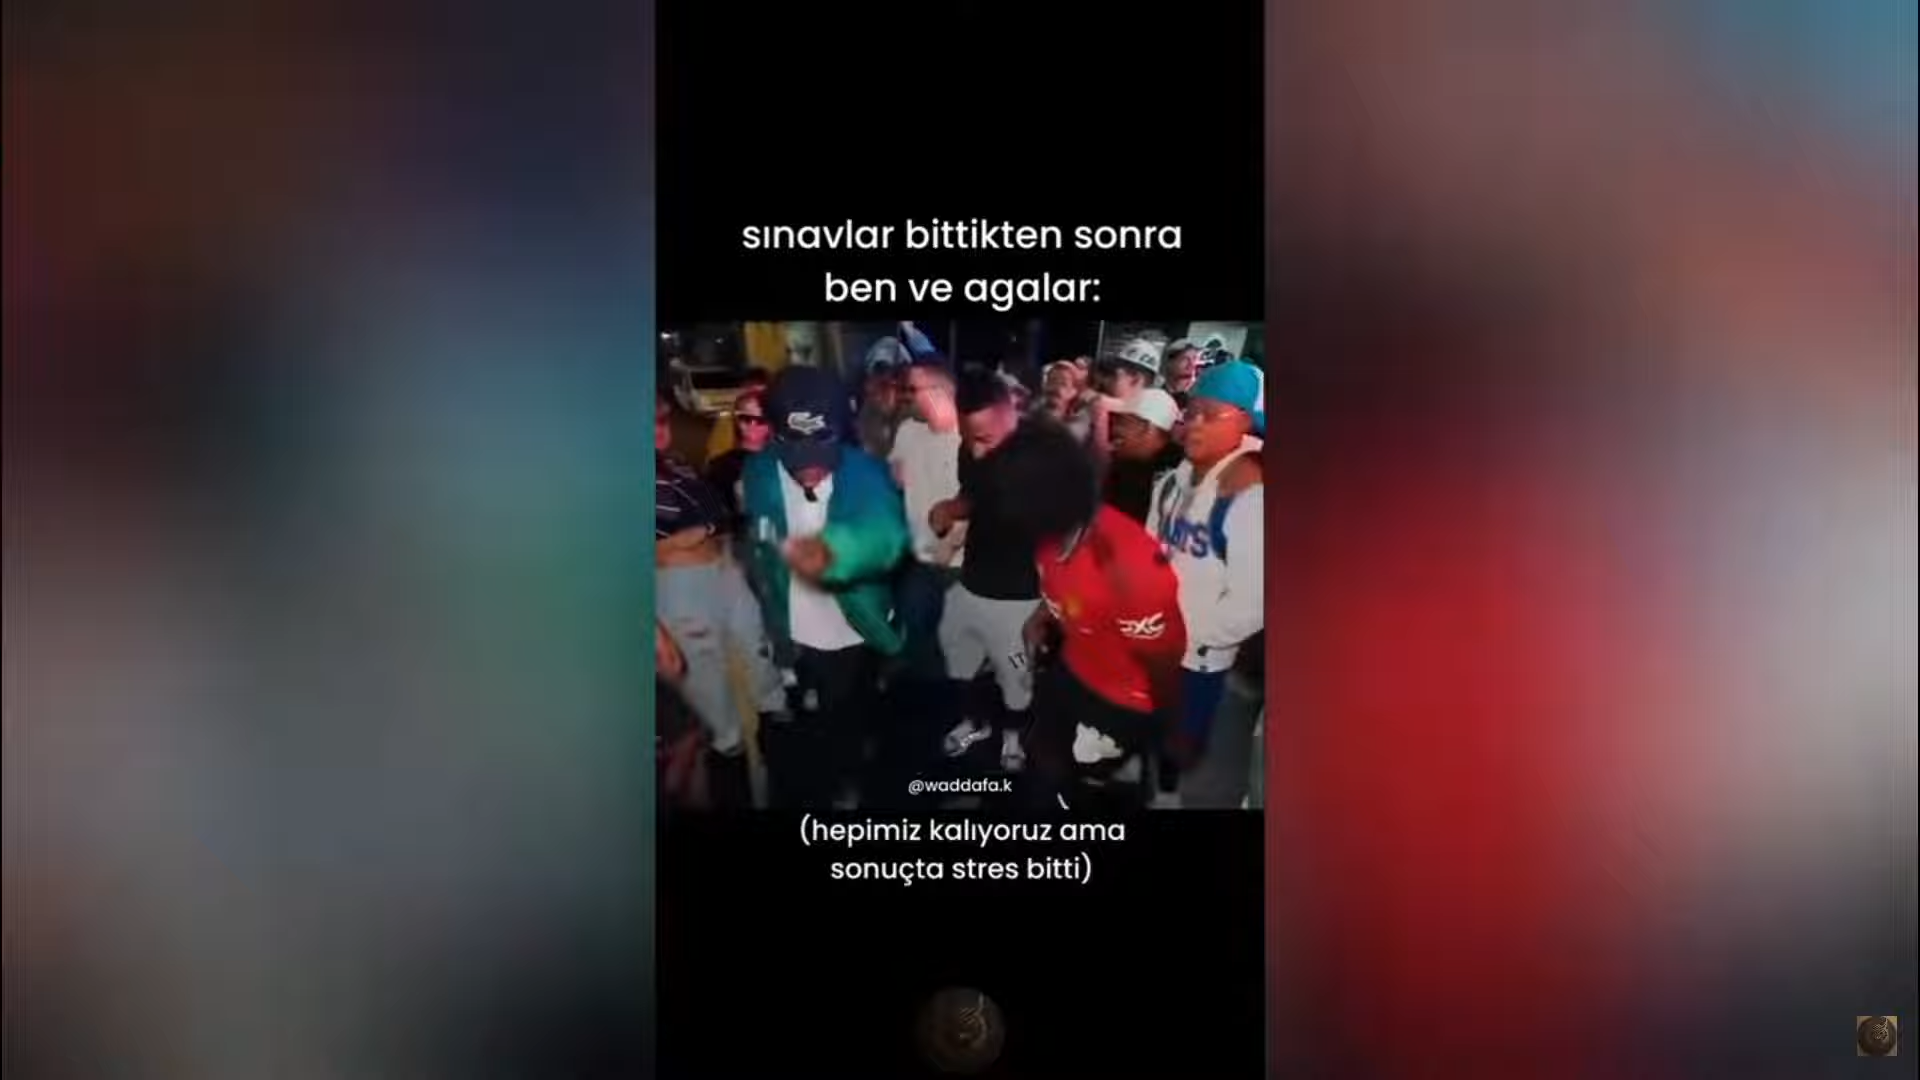 sınavlar bittikten sonra
ben ve agalar:
@waddafa.k
(hepimiz kalıyoruz ama
sonuçta stres bitti)